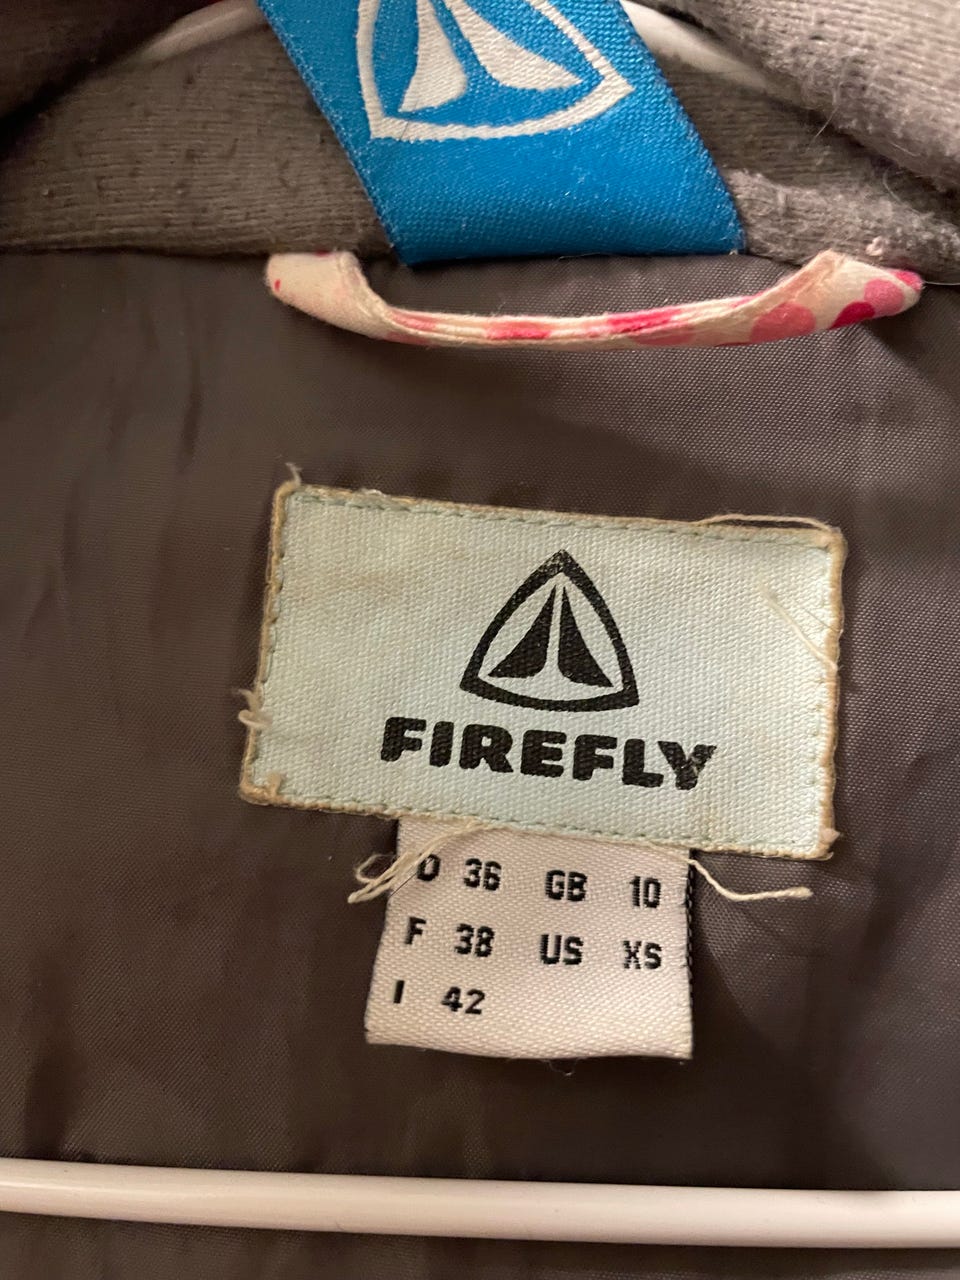 FIREFLY
D 36 GB 10
F 38 US XS
I 42